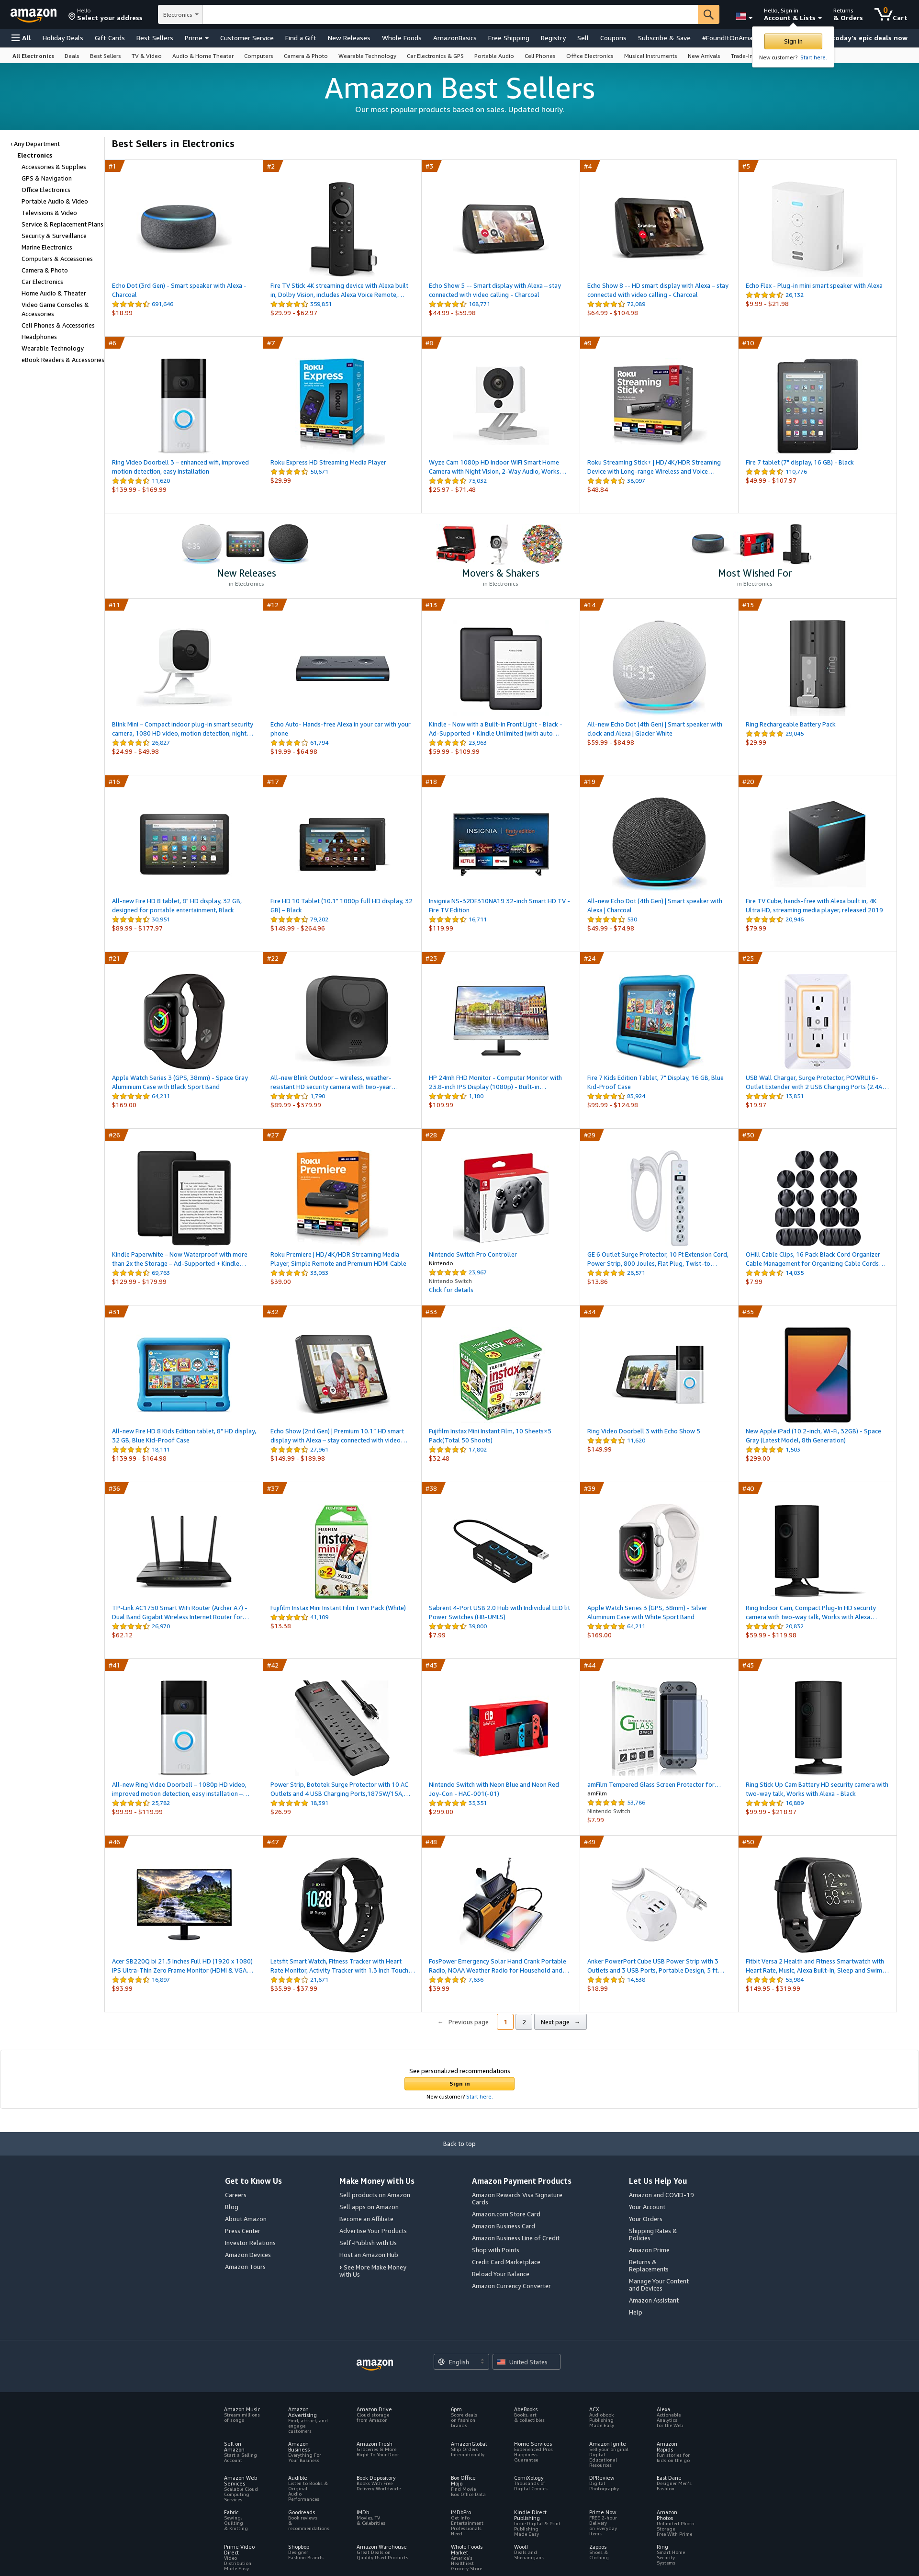 amazon
Hello
Select your address
Electronics
Hello, Sign in
Account & Lists
Returns
& Orders
0
Cart
All
Holiday Deals
Gift Cards
Best Sellers
Prime
Customer Service
Find a Gift
New Releases
Whole Foods
AmazonBasics
Free Shipping
Registry
Sell
Coupons
Subscribe & Save
#FoundItOnAma
today's epic deals now
Sign in
New customer? Start here.
All Electronics
Deals
Best Sellers
TV & Video
Audio & Home Theater
Computers
Camera & Photo
Wearable Technology
Car Electronics & GPS
Portable Audio
Cell Phones
Office Electronics
Musical Instruments
New Arrivals
Trade-In
Amazon Best Sellers
Our most popular products based on sales. Updated hourly.
‹ Any Department
Electronics
Accessories & Supplies
GPS & Navigation
Office Electronics
Portable Audio & Video
Televisions & Video
Service & Replacement Plans
Security & Surveillance
Marine Electronics
Computers & Accessories
Camera & Photo
Car Electronics
Home Audio & Theater
Video Game Consoles &
Accessories
Cell Phones & Accessories
Headphones
Wearable Technology
eBook Readers & Accessories
Best Sellers in Electronics
#1
Echo Dot (3rd Gen) - Smart speaker with Alexa -
Charcoal
691,646
$18.99
#2
Fire TV Stick 4K streaming device with Alexa built
in, Dolby Vision, includes Alexa Voice Remote,…
359,851
$29.99 - $62.97
#3
Echo Show 5 -- Smart display with Alexa – stay
connected with video calling - Charcoal
168,771
$44.99 - $59.98
#4
Echo Show 8 -- HD smart display with Alexa – stay
connected with video calling - Charcoal
72,089
$64.99 - $104.98
#5
Echo Flex - Plug-in mini smart speaker with Alexa
26,132
$9.99 - $21.98
#6
Ring Video Doorbell 3 – enhanced wifi, improved
motion detection, easy installation
11,620
$139.99 - $169.99
#7
Roku Express HD Streaming Media Player
50,671
$29.99
#8
Wyze Cam 1080p HD Indoor WiFi Smart Home
Camera with Night Vision, 2-Way Audio, Works…
75,032
$25.97 - $71.48
#9
Roku Streaming Stick+ | HD/4K/HDR Streaming
Device with Long-range Wireless and Voice…
38,097
$48.84
#10
Fire 7 tablet (7" display, 16 GB) - Black
110,776
$49.99 - $107.97
New Releases
in Electronics
Movers & Shakers
in Electronics
Most Wished For
in Electronics
#11
Blink Mini – Compact indoor plug-in smart security
camera, 1080 HD video, motion detection, night…
26,827
$24.99 - $49.98
#12
Echo Auto- Hands-free Alexa in your car with your
phone
61,794
$19.99 - $64.98
#13
Kindle - Now with a Built-in Front Light - Black -
Ad-Supported + Kindle Unlimited (with auto…
23,963
$59.99 - $109.99
#14
All-new Echo Dot (4th Gen) | Smart speaker with
clock and Alexa | Glacier White
$59.99 - $84.98
#15
Ring Rechargeable Battery Pack
29,045
$29.99
#16
All-new Fire HD 8 tablet, 8" HD display, 32 GB,
designed for portable entertainment, Black
30,951
$89.99 - $177.97
#17
Fire HD 10 Tablet (10.1" 1080p full HD display, 32
GB) – Black
79,202
$149.99 - $264.96
#18
Insignia NS-32DF310NA19 32-inch Smart HD TV -
Fire TV Edition
16,711
$119.99
#19
All-new Echo Dot (4th Gen) | Smart speaker with
Alexa | Charcoal
530
$49.99 - $74.98
#20
Fire TV Cube, hands-free with Alexa built in, 4K
Ultra HD, streaming media player, released 2019
20,946
$79.99
#21
Apple Watch Series 3 (GPS, 38mm) - Space Gray
Aluminum Case with Black Sport Band
64,211
$169.00
#22
All-new Blink Outdoor – wireless, weather-
resistant HD security camera with two-year…
1,790
$89.99 - $379.99
#23
HP 24mh FHD Monitor - Computer Monitor with
23.8-inch IPS Display (1080p) - Built-in…
1,180
$109.99
#24
Fire 7 Kids Edition Tablet, 7" Display, 16 GB, Blue
Kid-Proof Case
83,924
$99.99 - $124.98
#25
USB Wall Charger, Surge Protector, POWRUI 6-
Outlet Extender with 2 USB Charging Ports (2.4A…
13,851
$19.97
#26
Kindle Paperwhite – Now Waterproof with more
than 2x the Storage – Ad-Supported + Kindle…
69,763
$129.99 - $179.99
#27
Roku Premiere | HD/4K/HDR Streaming Media
Player, Simple Remote and Premium HDMI Cable
33,053
$39.00
#28
Nintendo Switch Pro Controller
Nintendo
23,967
Nintendo Switch
Click for details
#29
GE 6 Outlet Surge Protector, 10 Ft Extension Cord,
Power Strip, 800 Joules, Flat Plug, Twist-to…
26,571
$13.86
#30
OHill Cable Clips, 16 Pack Black Cord Organizer
Cable Management for Organizing Cable Cords…
14,035
$7.99
#31
All-new Fire HD 8 Kids Edition tablet, 8" HD display,
32 GB, Blue Kid-Proof Case
18,111
$139.99 - $164.98
#32
Echo Show (2nd Gen) | Premium 10.1" HD smart
display with Alexa – stay connected with video…
27,961
$149.99 - $189.98
#33
Fujifilm Instax Mini Instant Film, 10 Sheets×5
Pack(Total 50 Shoots)
17,802
$32.48
#34
Ring Video Doorbell 3 with Echo Show 5
11,620
$149.99
#35
New Apple iPad (10.2-inch, Wi-Fi, 32GB) - Space
Gray (Latest Model, 8th Generation)
1,503
$299.00
#36
TP-Link AC1750 Smart WiFi Router (Archer A7) -
Dual Band Gigabit Wireless Internet Router for…
26,970
$62.12
#37
Fujifilm Instax Mini Instant Film Twin Pack (White)
41,109
$13.38
#38
Sabrent 4-Port USB 2.0 Hub with Individual LED lit
Power Switches (HB-UMLS)
39,800
$7.99
#39
Apple Watch Series 3 (GPS, 38mm) - Silver
Aluminum Case with White Sport Band
64,211
$169.00
#40
Ring Indoor Cam, Compact Plug-In HD security
camera with two-way talk, Works with Alexa…
20,832
$59.99 - $119.98
#41
All-new Ring Video Doorbell – 1080p HD video,
improved motion detection, easy installation –…
25,762
$99.99 - $119.99
#42
Power Strip, Bototek Surge Protector with 10 AC
Outlets and 4 USB Charging Ports,1875W/15A,…
18,391
$26.99
#43
Nintendo Switch with Neon Blue and Neon Red
Joy-Con - HAC-001(-01)
35,351
$299.00
#44
amFilm Tempered Glass Screen Protector for…
amFilm
53,766
Nintendo Switch
$7.99
#45
Ring Stick Up Cam Battery HD security camera with
two-way talk, Works with Alexa - Black
16,889
$99.99 - $218.97
#46
Acer SB220Q bi 21.5 Inches Full HD (1920 x 1080)
IPS Ultra-Thin Zero Frame Monitor (HDMI & VGA…
16,897
$93.99
#47
Letsfit Smart Watch, Fitness Tracker with Heart
Rate Monitor, Activity Tracker with 1.3 Inch Touch…
21,671
$35.99 - $37.99
#48
FosPower Emergency Solar Hand Crank Portable
Radio, NOAA Weather Radio for Household and…
7,636
$39.99
#49
Anker PowerPort Cube USB Power Strip with 3
Outlets and 3 USB Ports, Portable Design, 5 ft…
14,538
$18.99
#50
Fitbit Versa 2 Health and Fitness Smartwatch with
Heart Rate, Music, Alexa Built-In, Sleep and Swim…
55,984
$149.95 - $319.99
← Previous page
1
2
Next page →
See personalized recommendations
Sign in
New customer? Start here.
Back to top
Get to Know Us
Careers
Blog
About Amazon
Press Center
Investor Relations
Amazon Devices
Amazon Tours
Make Money with Us
Sell products on Amazon
Sell apps on Amazon
Become an Affiliate
Advertise Your Products
Self-Publish with Us
Host an Amazon Hub
› See More Make Money
with Us
Amazon Payment Products
Amazon Rewards Visa Signature
Cards
Amazon.com Store Card
Amazon Business Card
Amazon Business Line of Credit
Shop with Points
Credit Card Marketplace
Reload Your Balance
Amazon Currency Converter
Let Us Help You
Amazon and COVID-19
Your Account
Your Orders
Shipping Rates &
Policies
Amazon Prime
Returns &
Replacements
Manage Your Content
and Devices
Amazon Assistant
Help
amazon
English
United States
Amazon Music
Stream millions
of songs
Amazon
Advertising
Find, attract, and
engage
customers
Amazon Drive
Cloud storage
from Amazon
6pm
Score deals
on fashion
brands
AbeBooks
Books, art
& collectibles
ACX
Audiobook
Publishing
Made Easy
Alexa
Actionable
Analytics
for the Web
Sell on
Amazon
Start a Selling
Account
Amazon
Business
Everything For
Your Business
Amazon Fresh
Groceries & More
Right To Your Door
AmazonGlobal
Ship Orders
Internationally
Home Services
Experienced Pros
Happiness
Guarantee
Amazon Ignite
Sell your original
Digital
Educational
Resources
Amazon
Rapids
Fun stories for
kids on the go
Amazon Web
Services
Scalable Cloud
Computing
Services
Audible
Listen to Books &
Original
Audio
Performances
Book Depository
Books With Free
Delivery Worldwide
Box Office
Mojo
Find Movie
Box Office Data
ComiXology
Thousands of
Digital Comics
DPReview
Digital
Photography
East Dane
Designer Men's
Fashion
Fabric
Sewing,
Quilting
& Knitting
Goodreads
Book reviews
&
recommendations
IMDb
Movies, TV
& Celebrities
IMDbPro
Get Info
Entertainment
Professionals
Need
Kindle Direct
Publishing
Indie Digital & Print
Publishing
Made Easy
Prime Now
FREE 2-hour
Delivery
on Everyday
Items
Amazon
Photos
Unlimited Photo
Storage
Free With Prime
Prime Video
Direct
Video
Distribution
Made Easy
Shopbop
Designer
Fashion Brands
Amazon Warehouse
Great Deals on
Quality Used Products
Whole Foods
Market
America's
Healthiest
Grocery Store
Woot!
Deals and
Shenanigans
Zappos
Shoes &
Clothing
Ring
Smart Home
Security
Systems